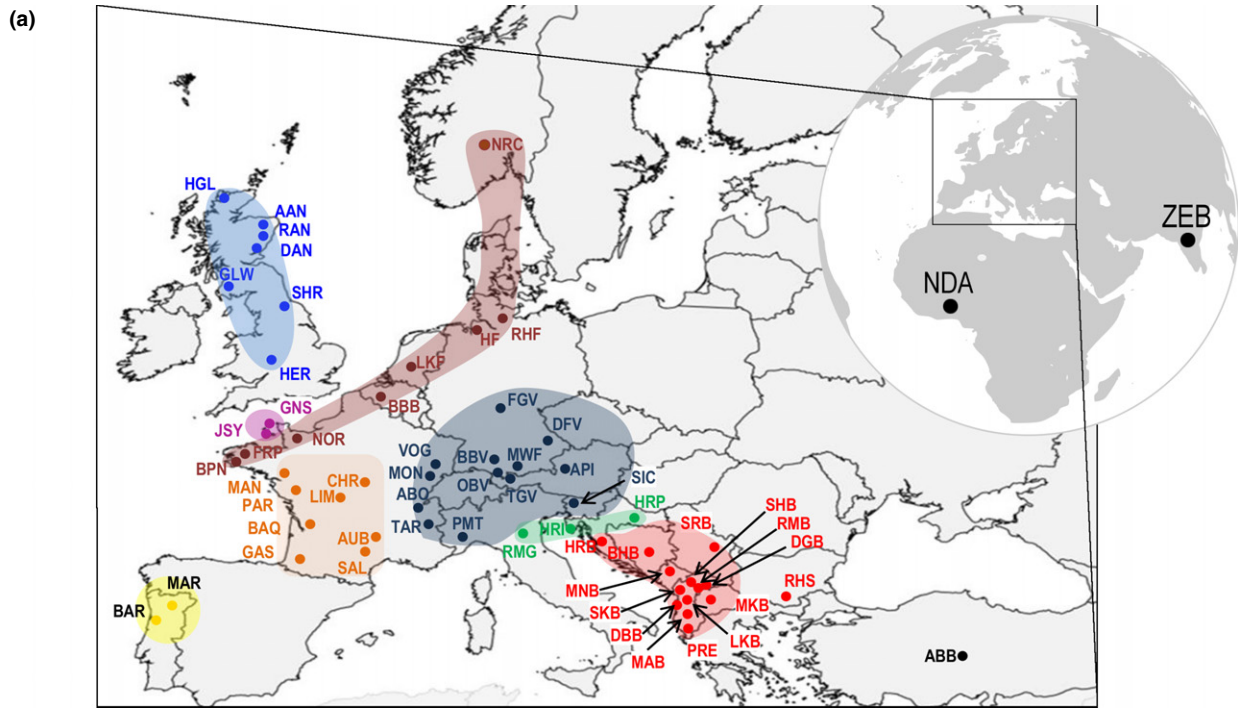 (a)
NRC
HGL
AAN
RAN
DAN
ZEB
GLW
SHR
NDA
HF
RHF
LKF
HER
BBB
FGV
GNS
JSY
NOR
DFV
PRP
BPN
VOG
BBV
MWF
MON
API
SIC
MAN
CHR
LIM
ABO
OBV
TGV
PAR
HRP
SHB
BAQ
TAR
PMT
HRI
SRB
RMB
AUB
HRB
BHB
DGB
GAS
SAL
RMG
MAR
MNB
RHS
BAR
SKB
MKB
DBB
LKB
MAB
PRE
ABB